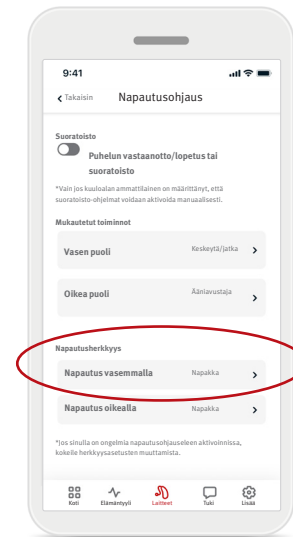 9:41
Takaisin Napautusohjaus
Suoratoisto
Puhelun vastaanotto/lopetus tai
suoratoisto
*Vain jos kuuloalan ammattilainen on määrittänyt, että
suoratoisto-ohjelmat voidaan aktivoida manuaalisesti.
Mukautetut toiminnot
Vasen puoli Keskeytä/jatka
Oikea puoli Ääniavustaja
Napautusherkkyys
Napautus vasemmalla Napakka
Napautus oikealla Napakka
*Jos sinulla on ongelmia napautusohjauseleen aktivoinnissa,
kokeile herkkyysasetusten muuttamista.
Koti Elämäntyyli Laitteet Tuki Lisää